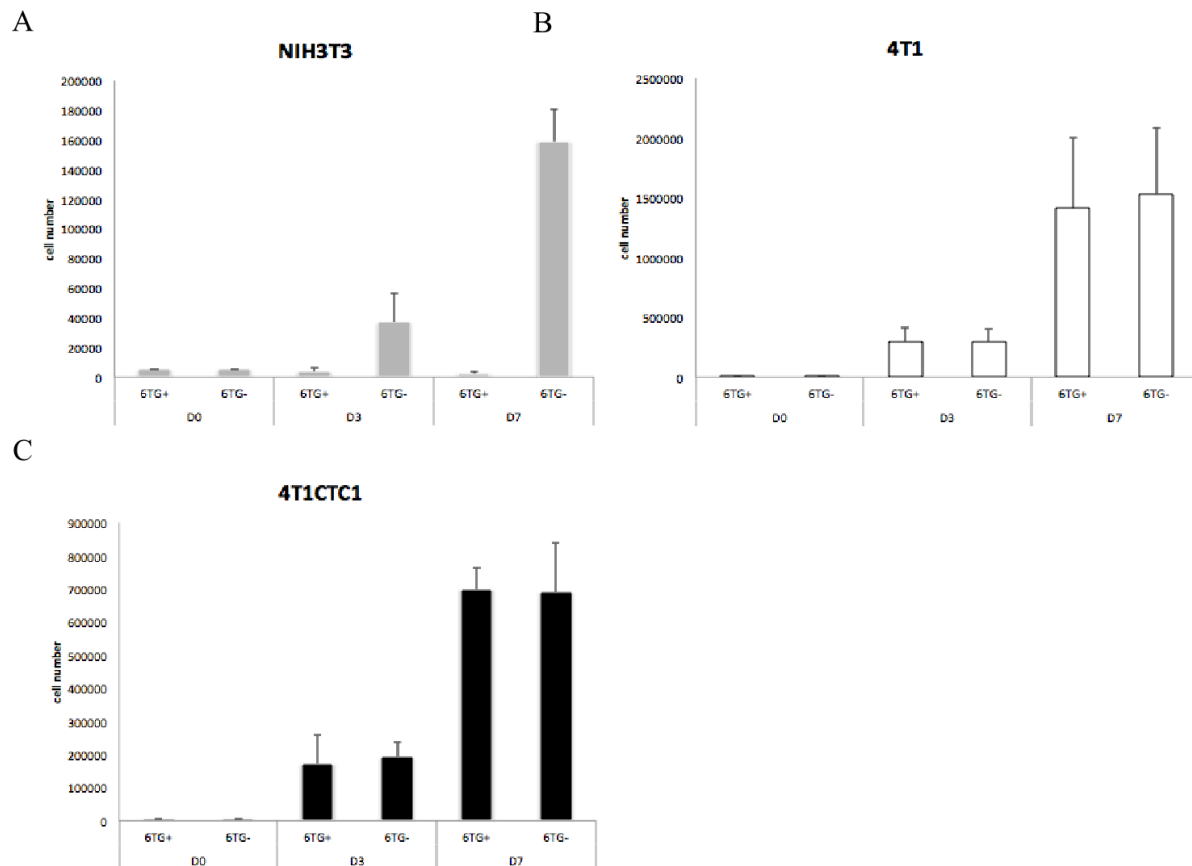 A
NIH3T3
200000
180000
160000
140000
120000
100000
80000
60000
40000
20000
0
cell number
6TG+ 6TG- 6TG+ 6TG- 6TG+ 6TG-
D0 D3 D7
B
4T1
2500000
2000000
1500000
1000000
500000
0
cell number
6TG+ 6TG- 6TG+ 6TG- 6TG+ 6TG-
D0 D3 D7
C
4T1CTC1
900000
800000
700000
600000
500000
400000
300000
200000
100000
0
cell number
6TG+ 6TG- 6TG+ 6TG- 6TG+ 6TG-
D0 D3 D7